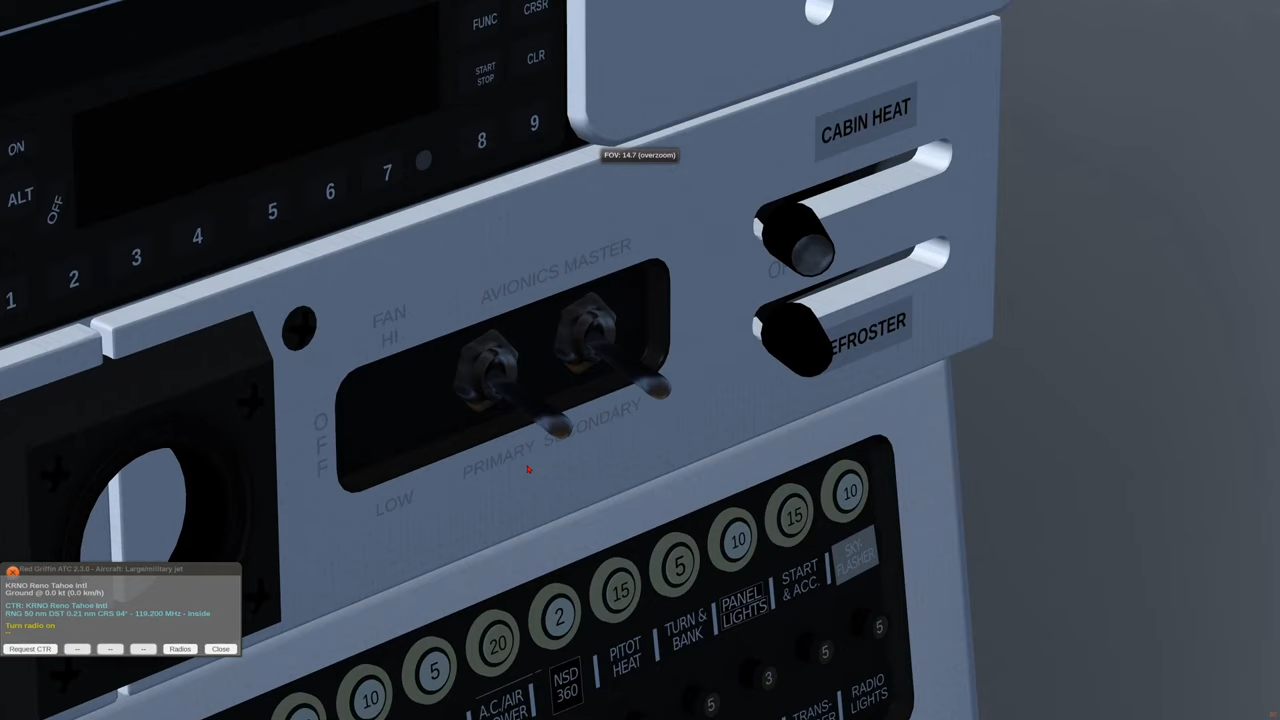 CRSR
FUNC
START
STOP
CLR
ON
ALT
OFF
1 2 3 4 5 6 7 8 9
FOV: 14.7 (overzoom)
CABIN HEAT
AVIONICS MASTER
FAN
HI
OFF
LOW
PRIMARY SECONDARY
EFROSTER
10 5 20 2 15 5 10 15 10
NSD
360
PITOT
HEAT
TURN &
BANK
PANEL
LIGHTS
START
& ACC.
SKY-
FLASHER
5 3 5 5
RADIO
LIGHTS
Red Griffin ATC 2.3.0 - Aircraft: Large/military jet
KRNO Reno Tahoe Intl
Ground @ 0.0 kt (0.0 km/h)
CTR: KRNO Reno Tahoe Intl
RNG 50 nm DST 0.21 nm CRS 94° - 119.200 MHz - Inside
Turn radio on
--
Request CTR -- -- -- Radios Close